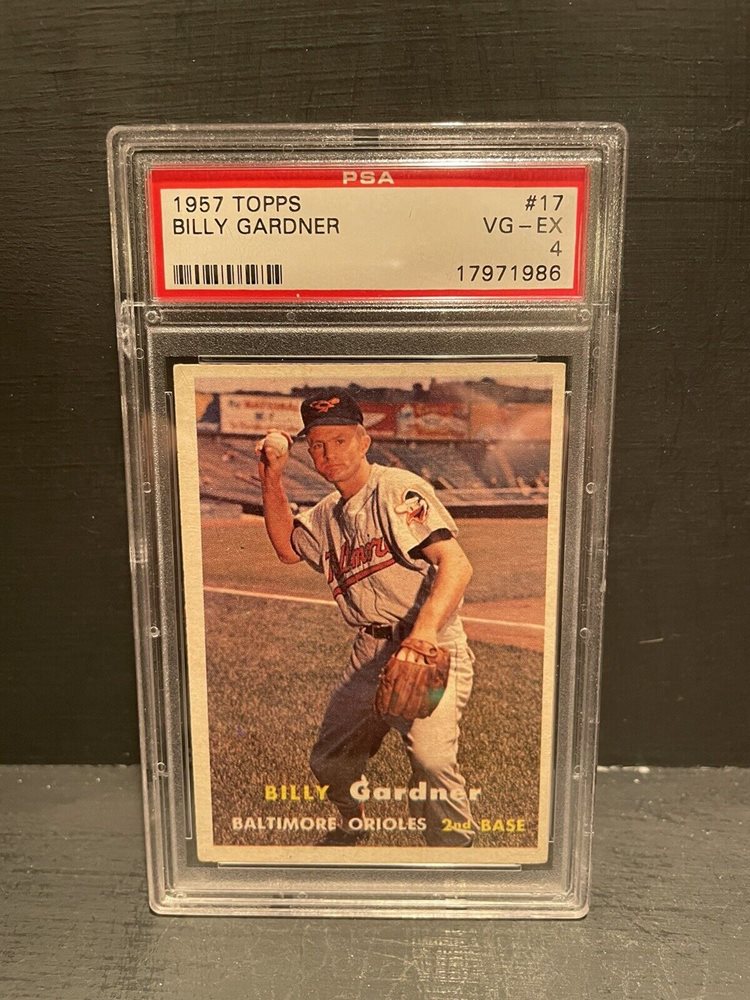 PSA
1957 TOPPS #17
BILLY GARDNER VG-EX
4
17971986
BILLY Gardner
BALTIMORE ORIOLES 2nd BASE